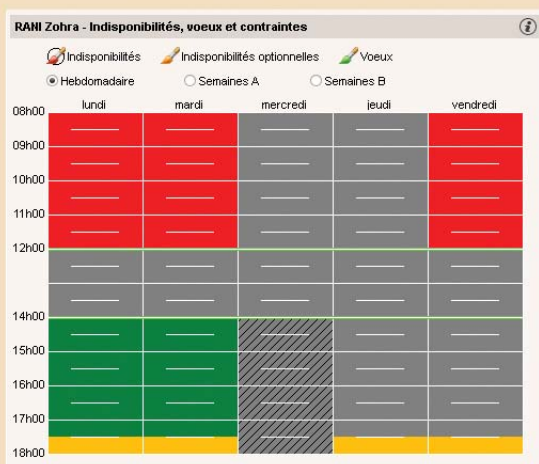 RANI Zohra - Indisponibilités, voeux et contraintes
Indisponibilités Indisponibilités optionnelles Voeux
Hebdomadaire Semaines A Semaines B
lundi mardi mercredi jeudi vendredi
08h00
09h00
10h00
11h00
12h00
14h00
15h00
16h00
17h00
18h00